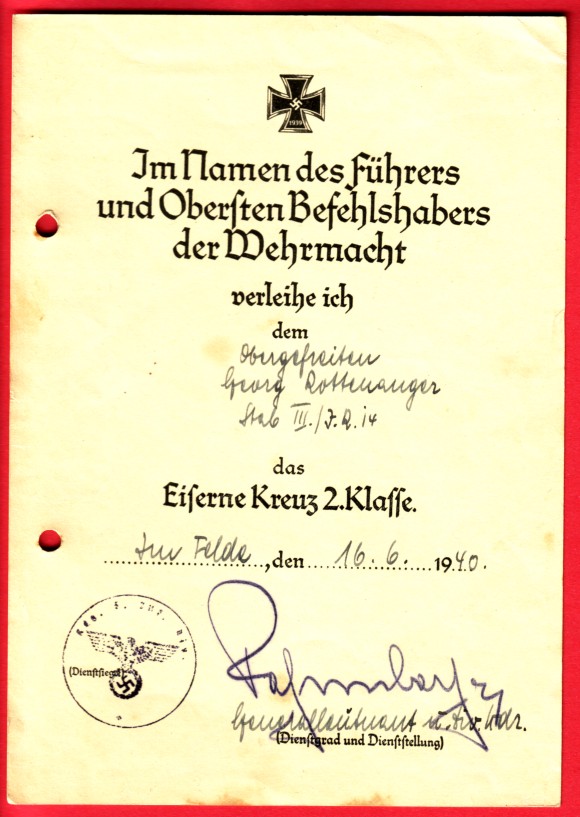 1939
Im Namen des Führers
und Obersten Befehlshabers
der Wehrmacht
verleihe ich
dem
Obergefreiten
Georg Rottenanger
Stab III./J.R. 14
das
Eiserne Kreuz 2. Klasse.
Im Felde, den 16.6. 1940.
(Dienstsiegel)
Generalleutnant u. Div. Kdr.
(Dienstgrad und Dienststellung)